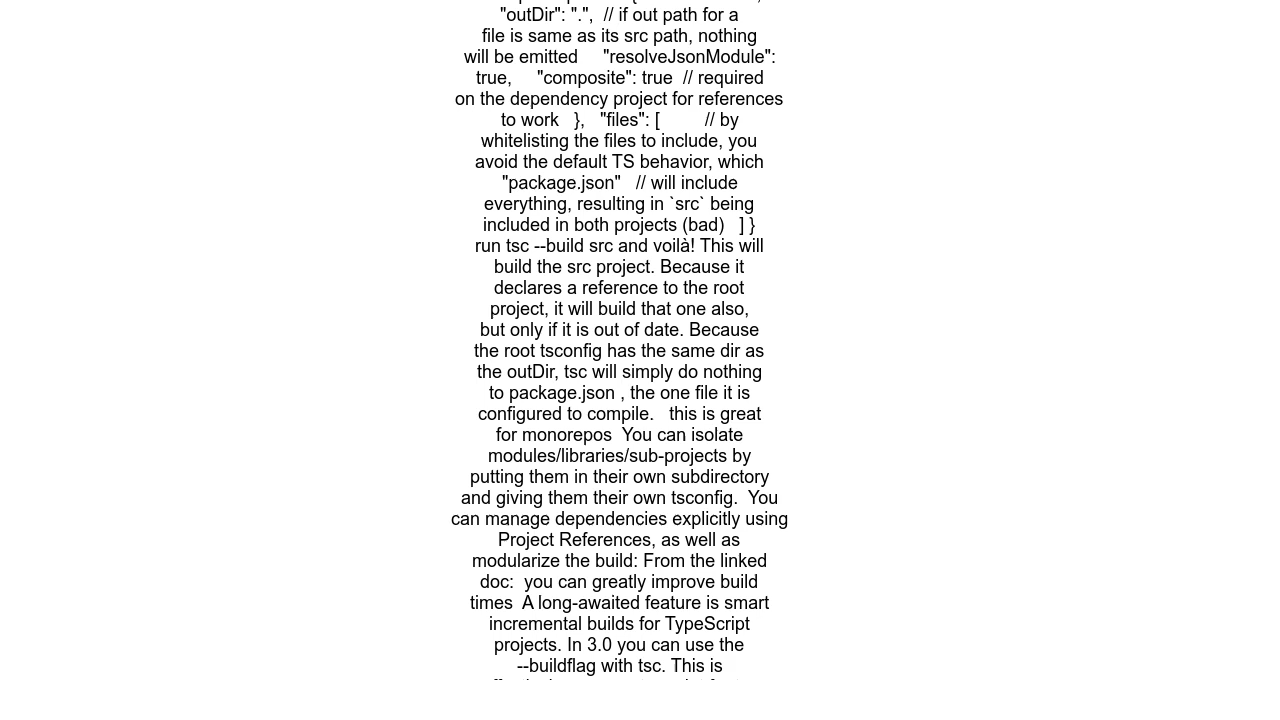 "outDir": ".",  // if out path for a
file is same as its src path, nothing
will be emitted     "resolveJsonModule":
true,     "composite": true  // required
on the dependency project for references
to work   },   "files": [         // by
whitelisting the files to include, you
avoid the default TS behavior, which
"package.json"   // will include
everything, resulting in `src` being
included in both projects (bad)   ] }
run tsc --build src and voilà! This will
build the src project. Because it
declares a reference to the root
project, it will build that one also,
but only if it is out of date. Because
the root tsconfig has the same dir as
the outDir, tsc will simply do nothing
to package.json , the one file it is
configured to compile.   this is great
for monorepos  You can isolate
modules/libraries/sub-projects by
putting them in their own subdirectory
and giving them their own tsconfig.  You
can manage dependencies explicitly using
Project References, as well as
modularize the build: From the linked
doc:  you can greatly improve build
times  A long-awaited feature is smart
incremental builds for TypeScript
projects. In 3.0 you can use the
--buildflag with tsc. This is